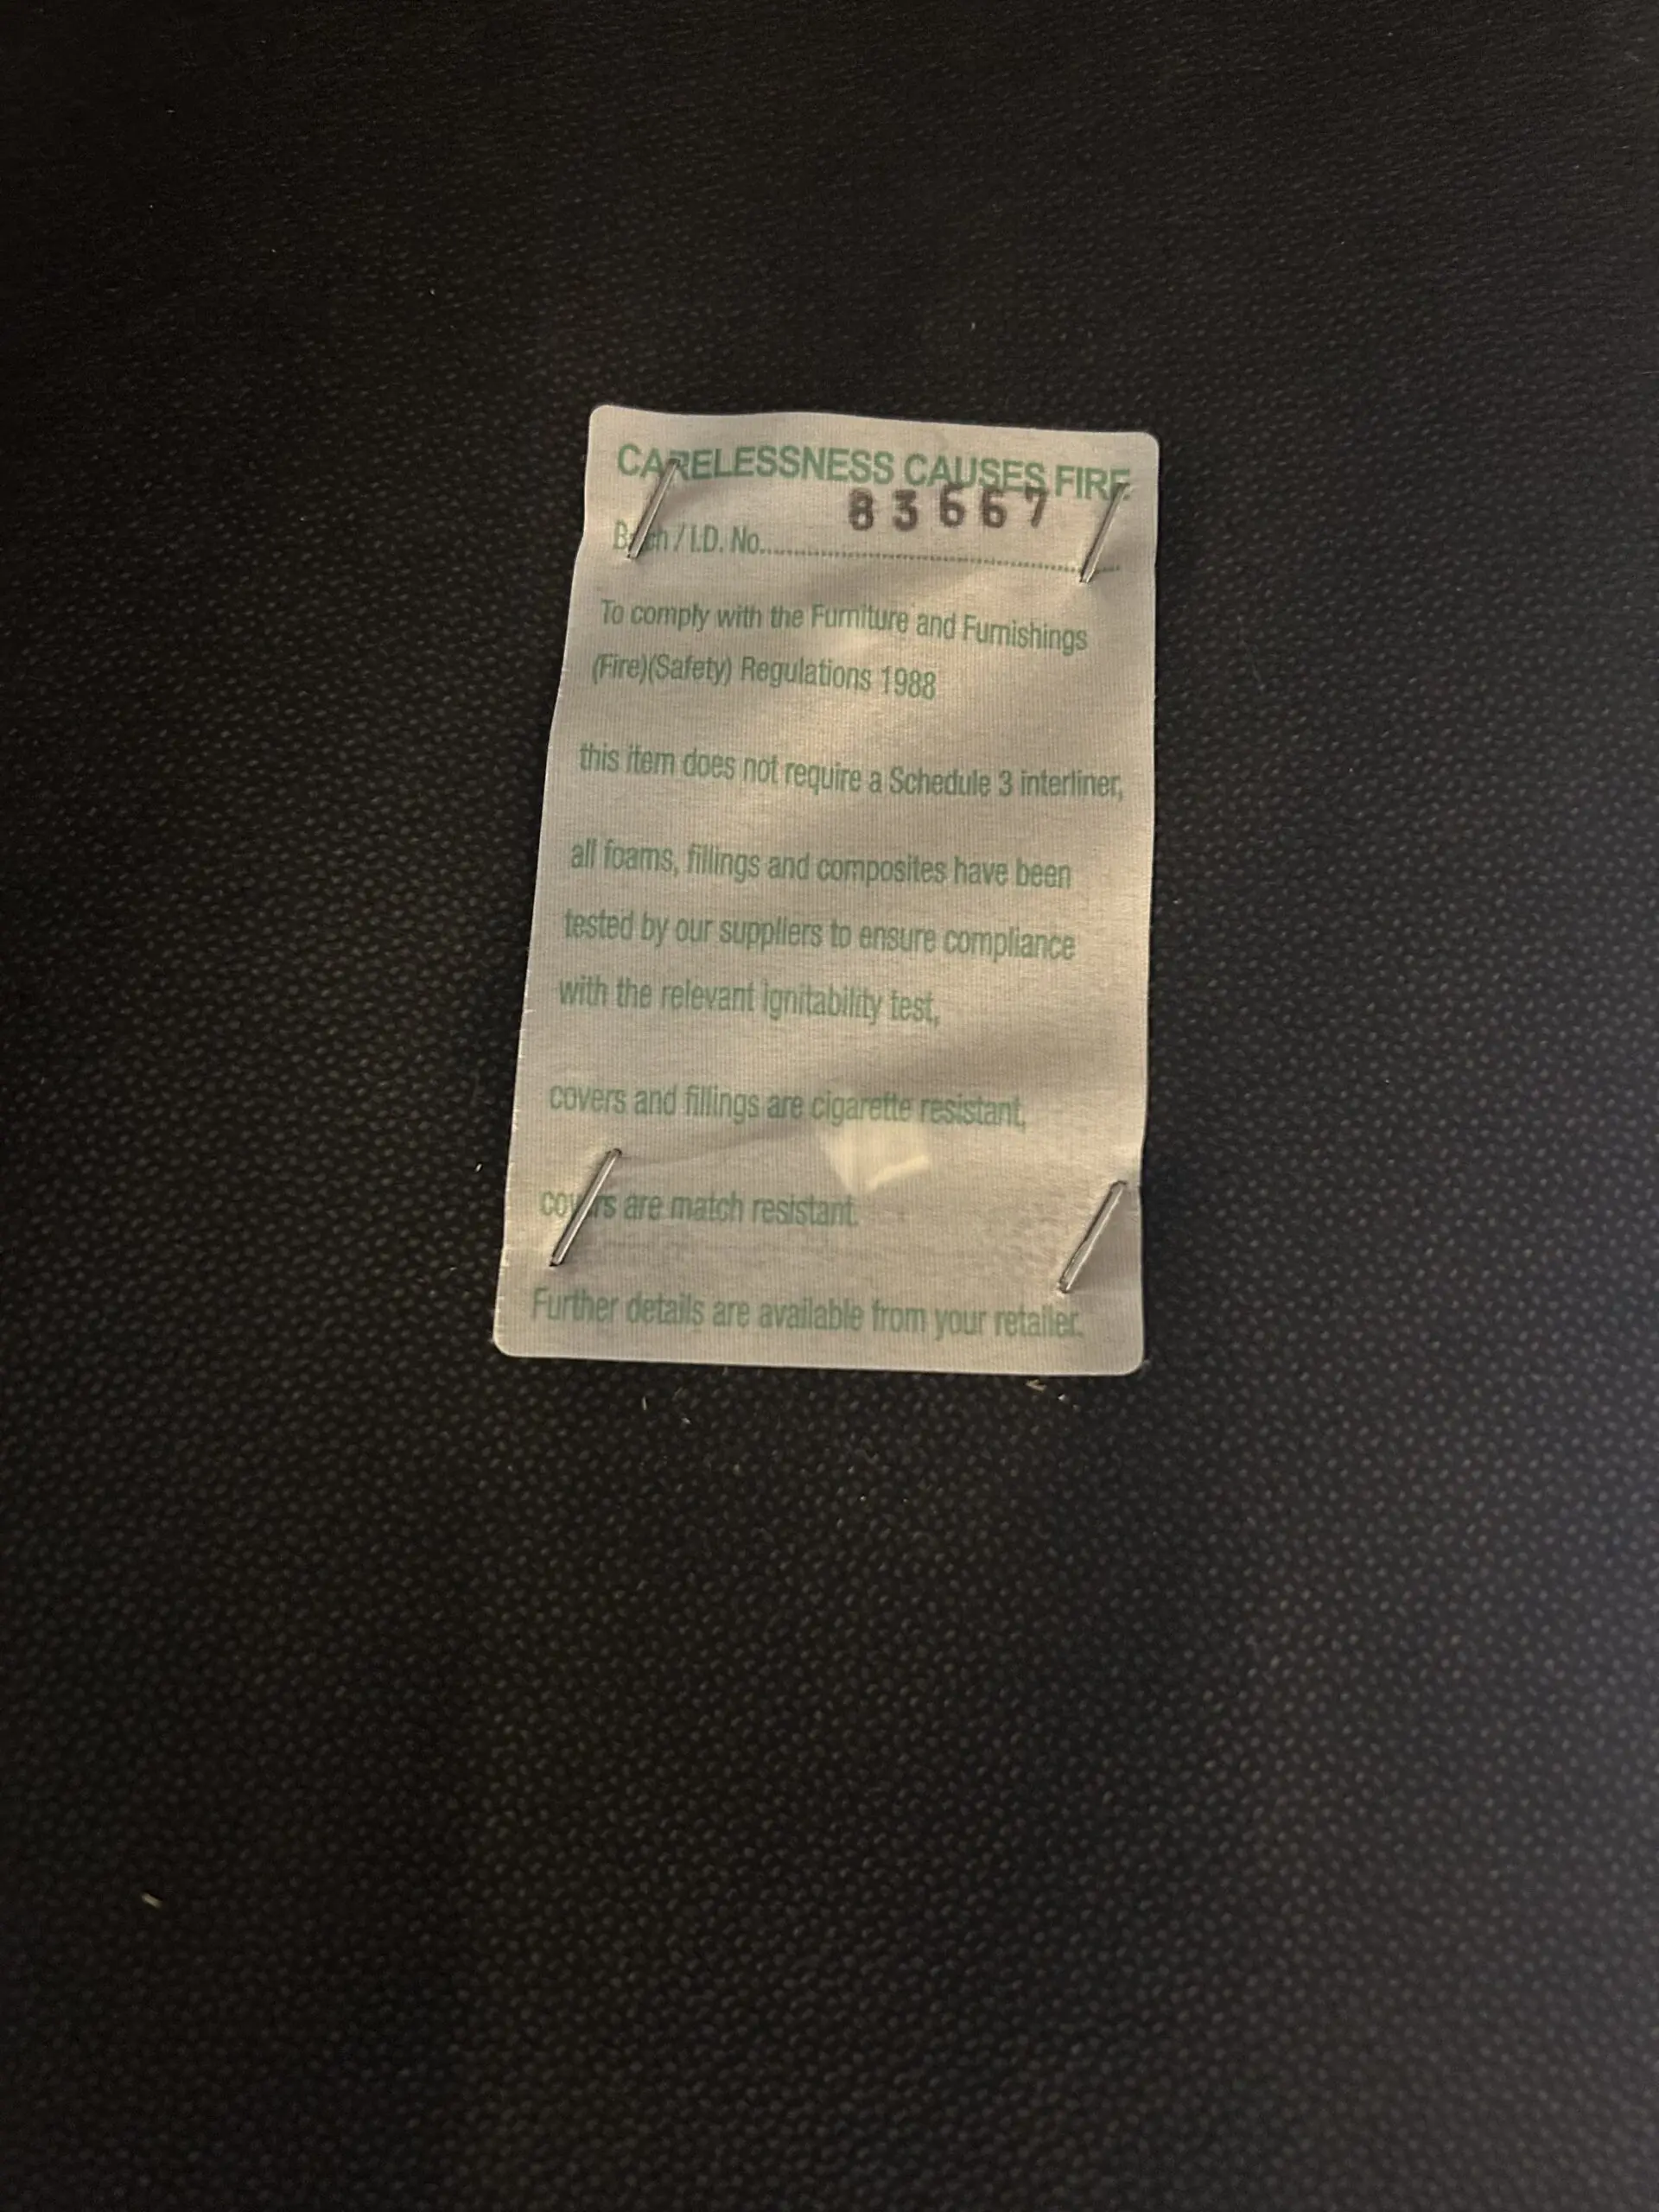 CARELESSNESS CAUSES FIRE
83667
Batch / I.D. No.
To comply with the Furniture and Furnishings
(Fire)(Safety) Regulations 1988
this item does not require a Schedule 3 interliner,
all foams, fillings and composites have been
tested by our suppliers to ensure compliance
with the relevant ignitability test,
covers and fillings are cigarette resistant,
covers are match resistant.
Further details are available from your retailer.